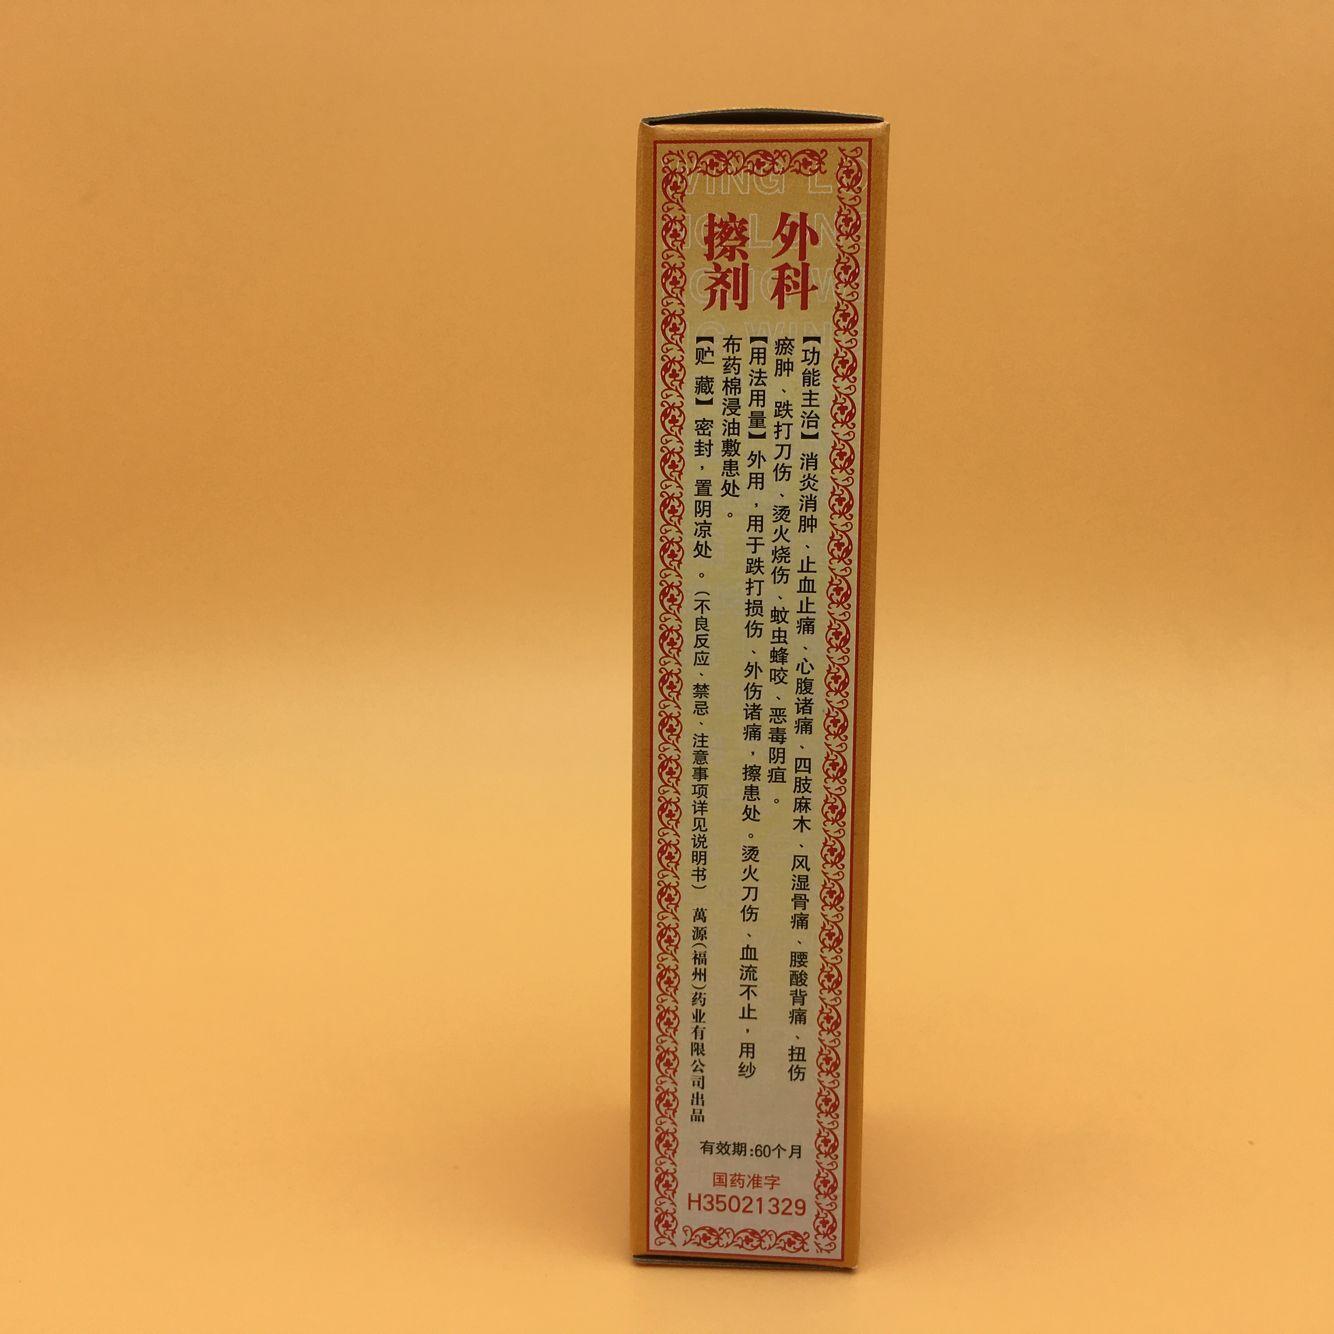 外科
擦剂
【功能主治】消炎消肿、止血止痛、心腹诸痛、四肢麻木、风湿骨痛、腰酸背痛、扭伤
瘀肿、跌打刀伤、烫火烧伤、蚊虫蜂咬、恶毒阴疽。
【用法用量】外用，用于跌打损伤、外伤诸痛，擦患处。烫火刀伤、血流不止，用纱
布药棉浸油敷患处。
【贮藏】密封，置阴凉处。（不良反应、禁忌、注意事项详见说明书） 萬源（福州）药业有限公司出品
有效期:60个月
国药准字
H35021329